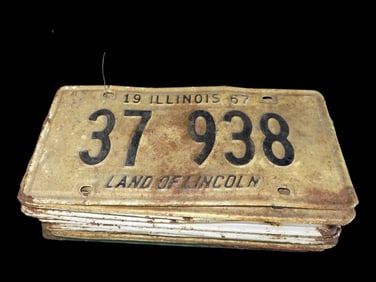 19 ILLINOIS 67
37 938
LAND OF LINCOLN